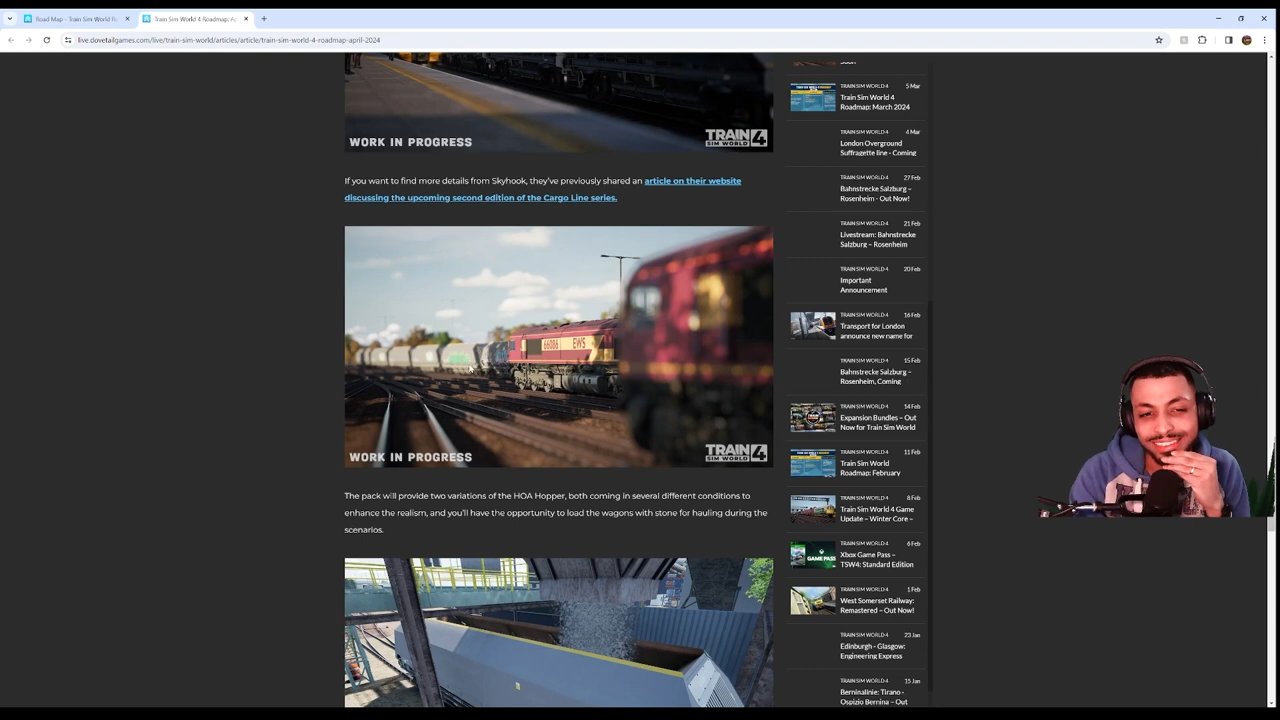 Road Map - Train Sim World R
Train Sim World 4 Roadmap: A
live.dovetailgames.com/live/train-sim-world/articles/article/train-sim-world-4-roadmap-april-2024
WORK IN PROGRESS
TRAIN SIM WORLD 4
If you want to find more details from Skyhook, they've previously shared an article on their website
discussing the upcoming second edition of the Cargo Line series.
66086 EWS
WORK IN PROGRESS
TRAIN SIM WORLD 4
The pack will provide two variations of the HOA Hopper, both coming in several different conditions to
enhance the realism, and you'll have the opportunity to load the wagons with stone for hauling during the
scenarios.
Soon
TRAIN SIM WORLD 4 5 Mar
Train Sim World 4
Roadmap: March 2024
TRAIN SIM WORLD 4 4 Mar
London Overground
Suffragette line - Coming
TRAIN SIM WORLD 4 27 Feb
Bahnstrecke Salzburg –
Rosenheim - Out Now!
TRAIN SIM WORLD 4 21 Feb
Livestream: Bahnstrecke
Salzburg – Rosenheim
TRAIN SIM WORLD 4 20 Feb
Important
Announcement
TRAIN SIM WORLD 4 16 Feb
Transport for London
announce new name for
TRAIN SIM WORLD 4 15 Feb
Bahnstrecke Salzburg –
Rosenheim, Coming
TRAIN SIM WORLD 4 14 Feb
Expansion Bundles – Out
Now for Train Sim World
TRAIN SIM WORLD 4 11 Feb
Train Sim World
Roadmap: February
TRAIN SIM WORLD 4 8 Feb
Train Sim World 4 Game
Update – Winter Core –
TRAIN SIM WORLD 4 6 Feb
Xbox Game Pass –
TSW4: Standard Edition
TRAIN SIM WORLD 4 1 Feb
West Somerset Railway:
Remastered – Out Now!
TRAIN SIM WORLD 4 23 Jan
Edinburgh - Glasgow:
Engineering Express
TRAIN SIM WORLD 4 15 Jan
Berninalinie: Tirano -
Ospizio Bernina – Out